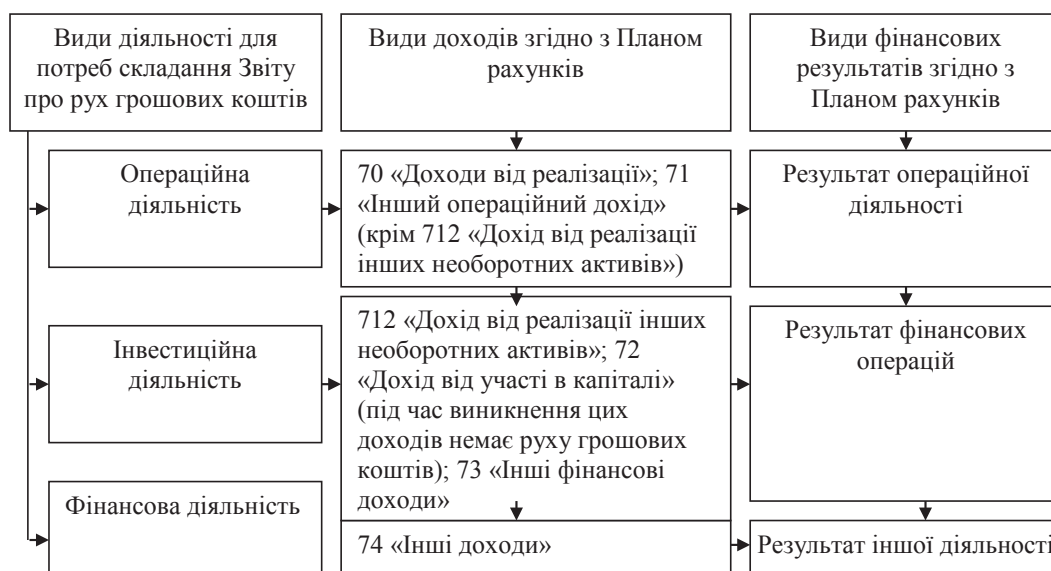 Види діяльності для
потреб складання Звіту
про рух грошових коштів
Види доходів згідно з Планом
рахунків
Види фінансових
результатів згідно з
Планом рахунків
Операційна
діяльність
70 «Доходи від реалізації»; 71
«Інший операційний дохід»
(крім 712 «Дохід від реалізації
інших необоротних активів»)
Результат операційної
діяльності
Інвестиційна
діяльність
712 «Дохід від реалізації інших
необоротних активів»; 72
«Дохід від участі в капіталі»
(під час виникнення цих
доходів немає руху грошових
коштів); 73 «Інші фінансові
доходи»
Результат фінансових
операцій
Фінансова діяльність
74 «Інші доходи»
Результат іншої діяльності